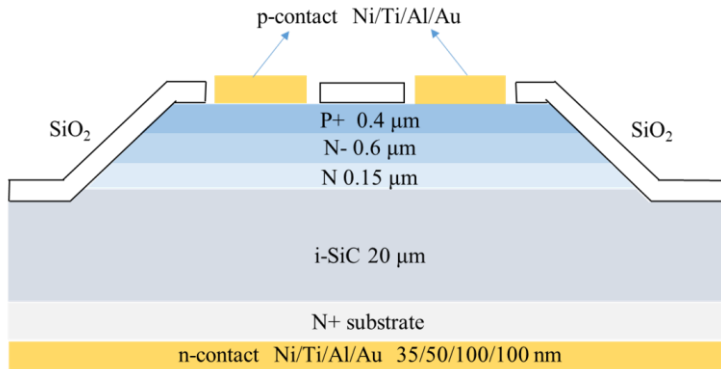 p-contact Ni/Ti/Al/Au
SiO₂
SiO₂
P+ 0.4 μm
N- 0.6 μm
N 0.15 μm
i-SiC 20 μm
N+ substrate
n-contact Ni/Ti/Al/Au 35/50/100/100 nm